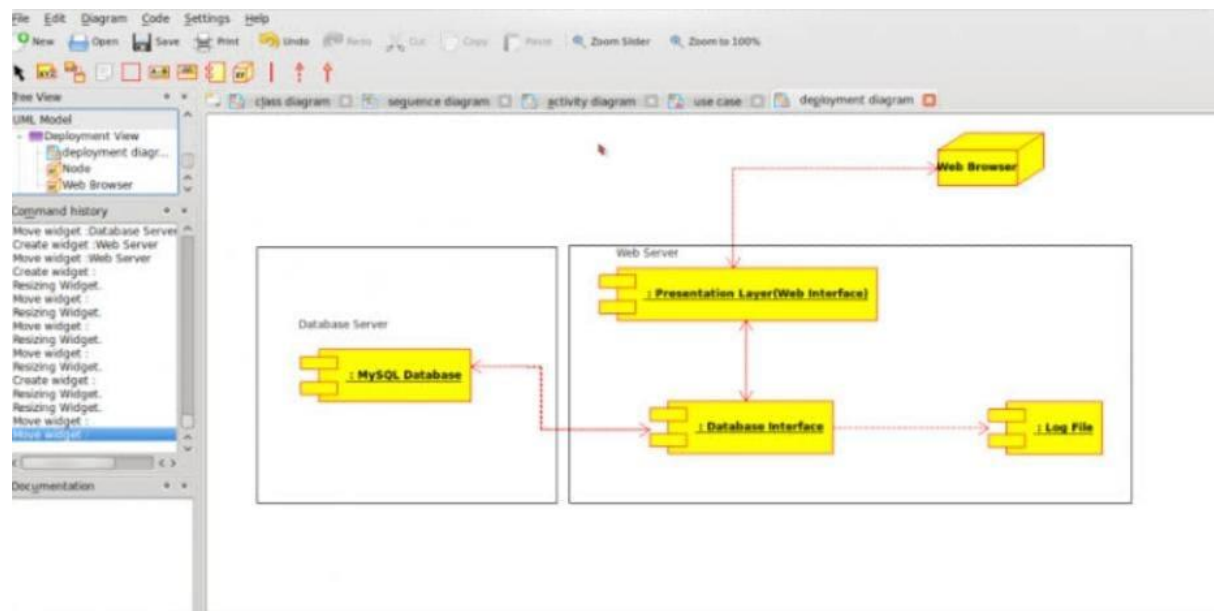 File Edit Diagram Code Settings Help
New Open Save Print Undo Redo Cut Copy Paste Zoom Slider Zoom to 100%
Tree View
class diagram sequence diagram activity diagram use case deployment diagram
UML Model
Deployment View
deployment diagr...
Node
Web Browser
Command history
Move widget :Database Server
Create widget :Web Server
Move widget :Web Server
Create widget :
Resizing Widget.
Move widget :
Resizing Widget.
Move widget :
Resizing Widget.
Move widget :
Resizing Widget.
Create widget :
Resizing Widget.
Resizing Widget.
Move widget :
Move widget :
Documentation
Web Browser
Web Server
: Presentation Layer(Web Interface)
Database Server
: MySQL Database
: Database Interface
: Log File